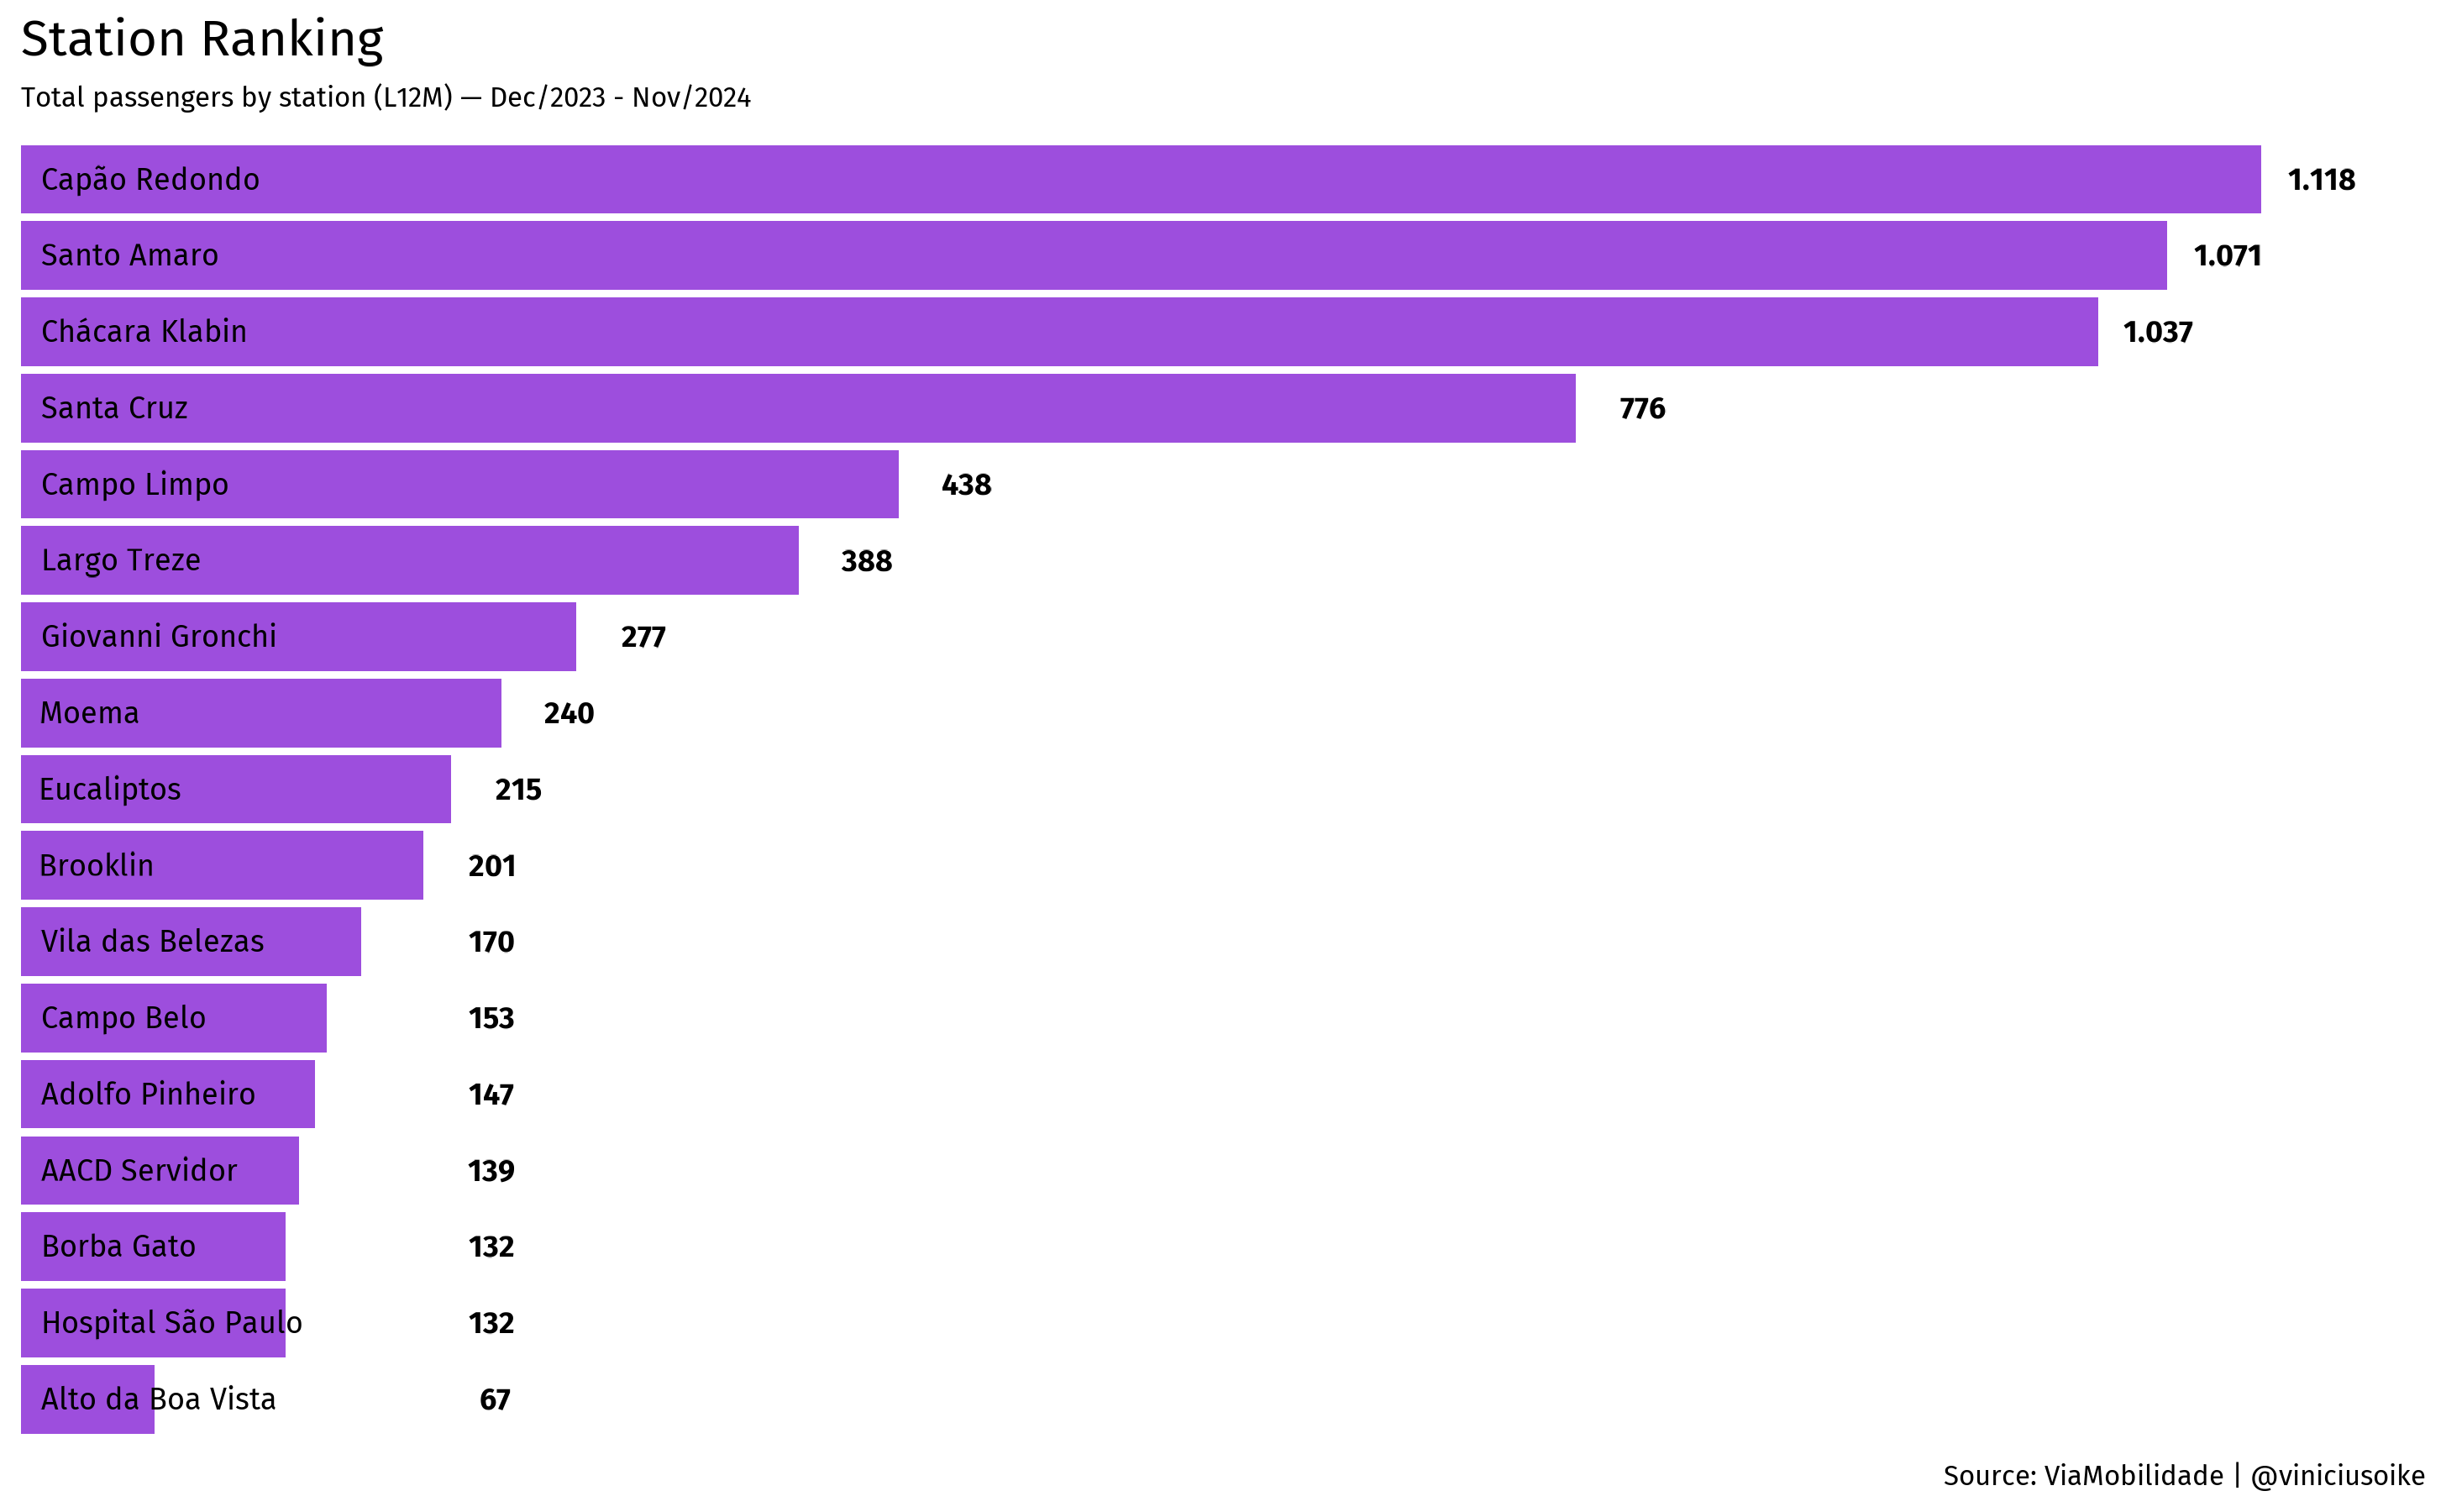 Station Ranking
Total passengers by station (L12M) — Dec/2023 - Nov/2024
Capão Redondo 1.118
Santo Amaro 1.071
Chácara Klabin 1.037
Santa Cruz 776
Campo Limpo 438
Largo Treze 388
Giovanni Gronchi 277
Moema 240
Eucaliptos 215
Brooklin 201
Vila das Belezas 170
Campo Belo 153
Adolfo Pinheiro 147
AACD Servidor 139
Borba Gato 132
Hospital São Paulo 132
Alto da Boa Vista 67
Source: ViaMobilidade | @viniciusoike